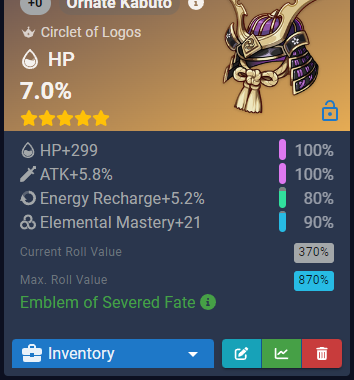 +0 Ornate Kabuto
Circlet of Logos
HP
7.0%
HP+299 100%
ATK+5.8% 100%
Energy Recharge+5.2% 80%
Elemental Mastery+21 90%
Current Roll Value 370%
Max. Roll Value 870%
Emblem of Severed Fate
Inventory